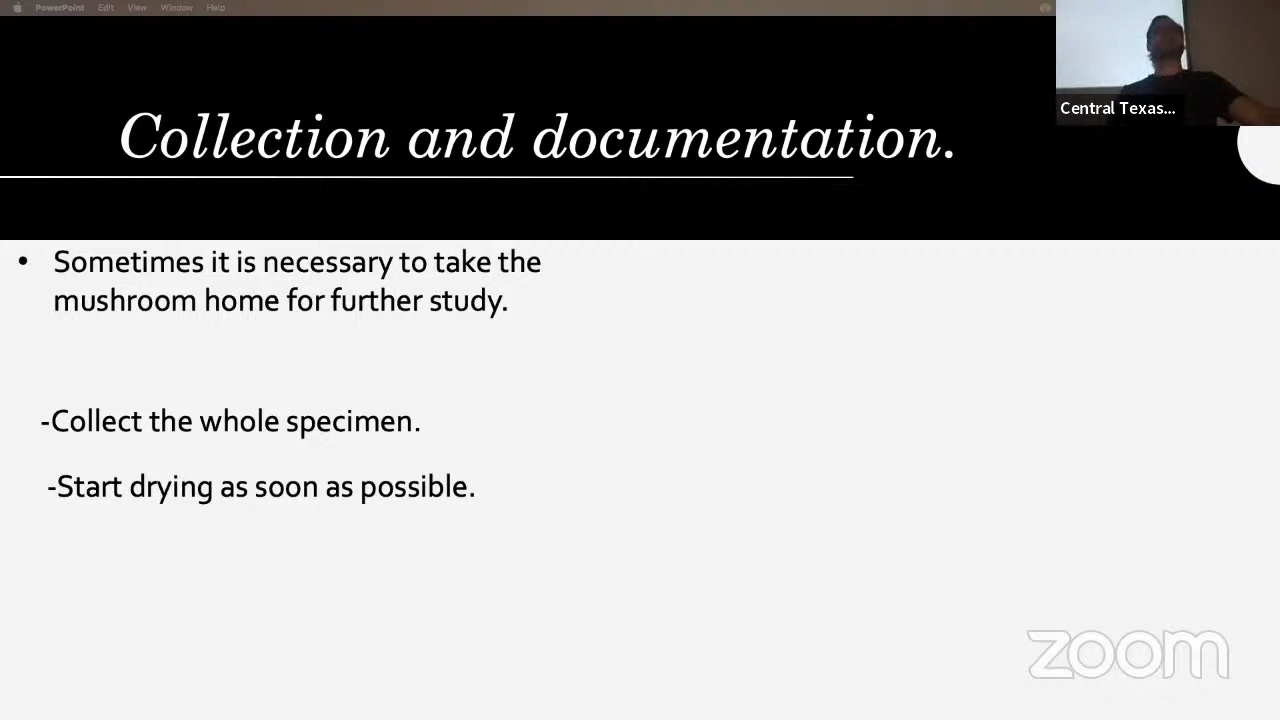 PowerPoint Edit View Window Help
Central Texas...
Collection and documentation.
• Sometimes it is necessary to take the
mushroom home for further study.
-Collect the whole specimen.
-Start drying as soon as possible.
zoom